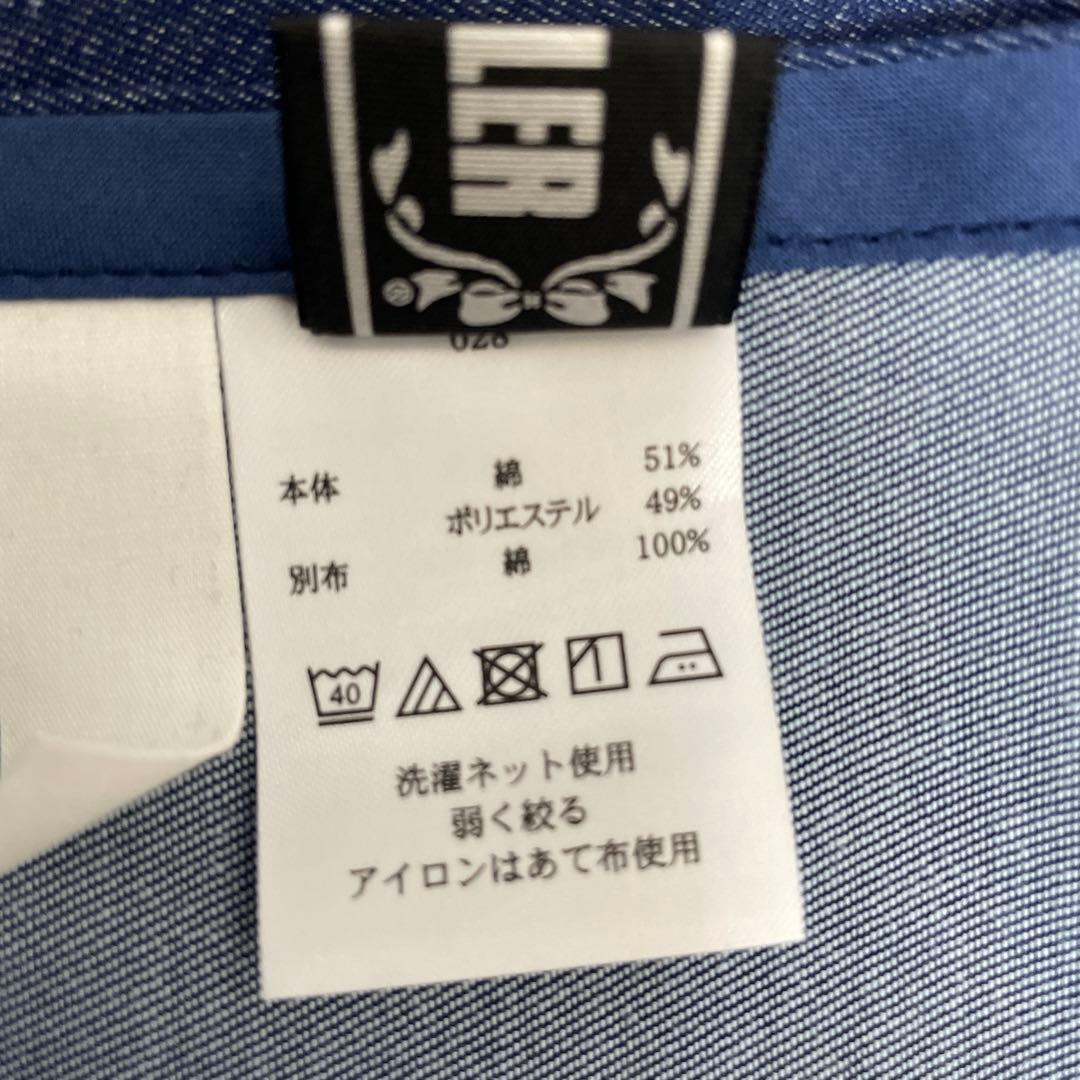 LER
®
028
本体 綿 51%
ポリエステル 49%
別布 綿 100%
40
洗濯ネット使用
弱く絞る
アイロンはあて布使用